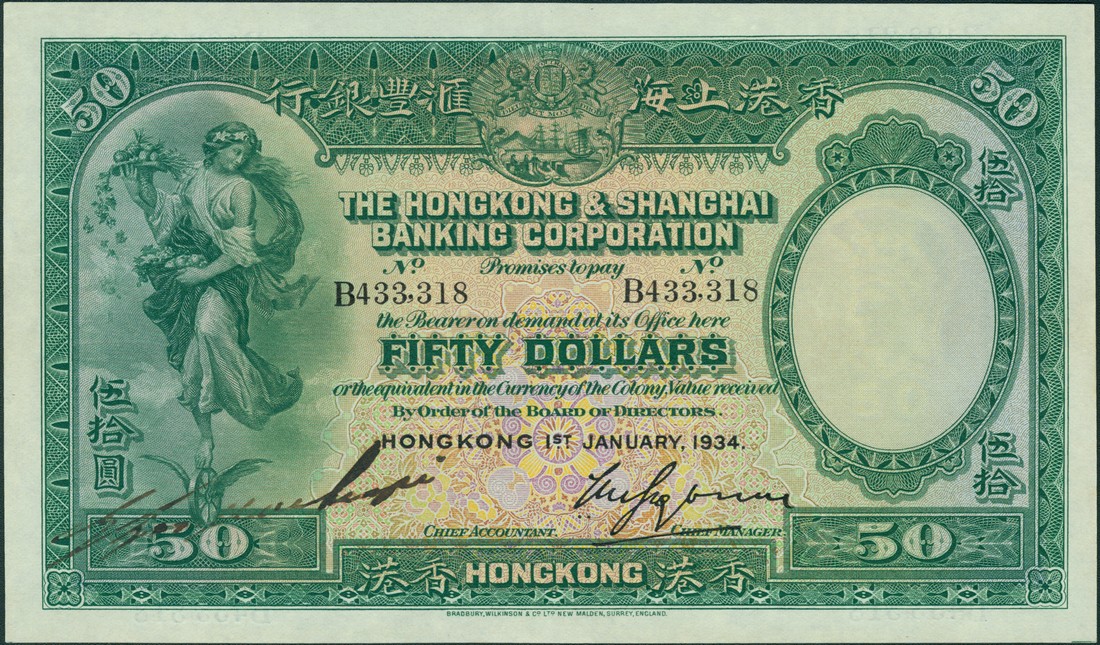 50
香港上海滙豐銀行
50
THE HONGKONG & SHANGHAI
BANKING CORPORATION
Nº Promises to pay Nº
B433,318 B433,318
the Bearer on demand at its Office here
FIFTY DOLLARS
or the equivalent in the Currency of the Colony, Value received
By Order of the BOARD OF DIRECTORS.
HONGKONG 1ST JANUARY, 1934.
CHIEF ACCOUNTANT.
CHIEF MANAGER.
伍拾
伍拾圓
伍拾
50
50
香港 HONGKONG 香港
BRADBURY, WILKINSON & Cº LTD NEW MALDEN, SURREY, ENGLAND.